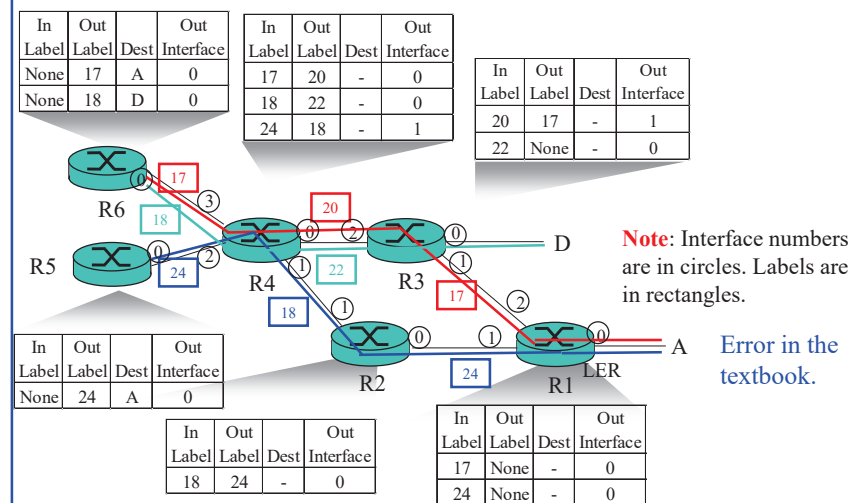 In Out Out
Label Label Dest Interface
None 17 A 0
None 18 D 0
In Out Out
Label Label Dest Interface
17 20 - 0
18 22 - 0
24 18 - 1
In Out Out
Label Label Dest Interface
20 17 - 1
22 None - 0
0 17
3
R6
18
20
0 2 0
D
R5
0 2
24
R4
22
R3
1
1
Note: Interface numbers
are in circles. Labels are
in rectangles.
17
2
18
1
0 1 0
A
R2
24
R1
LER
Error in the
textbook.
In Out Out
Label Label Dest Interface
None 24 A 0
In Out Out
Label Label Dest Interface
18 24 - 0
In Out Out
Label Label Dest Interface
17 None - 0
24 None - 0